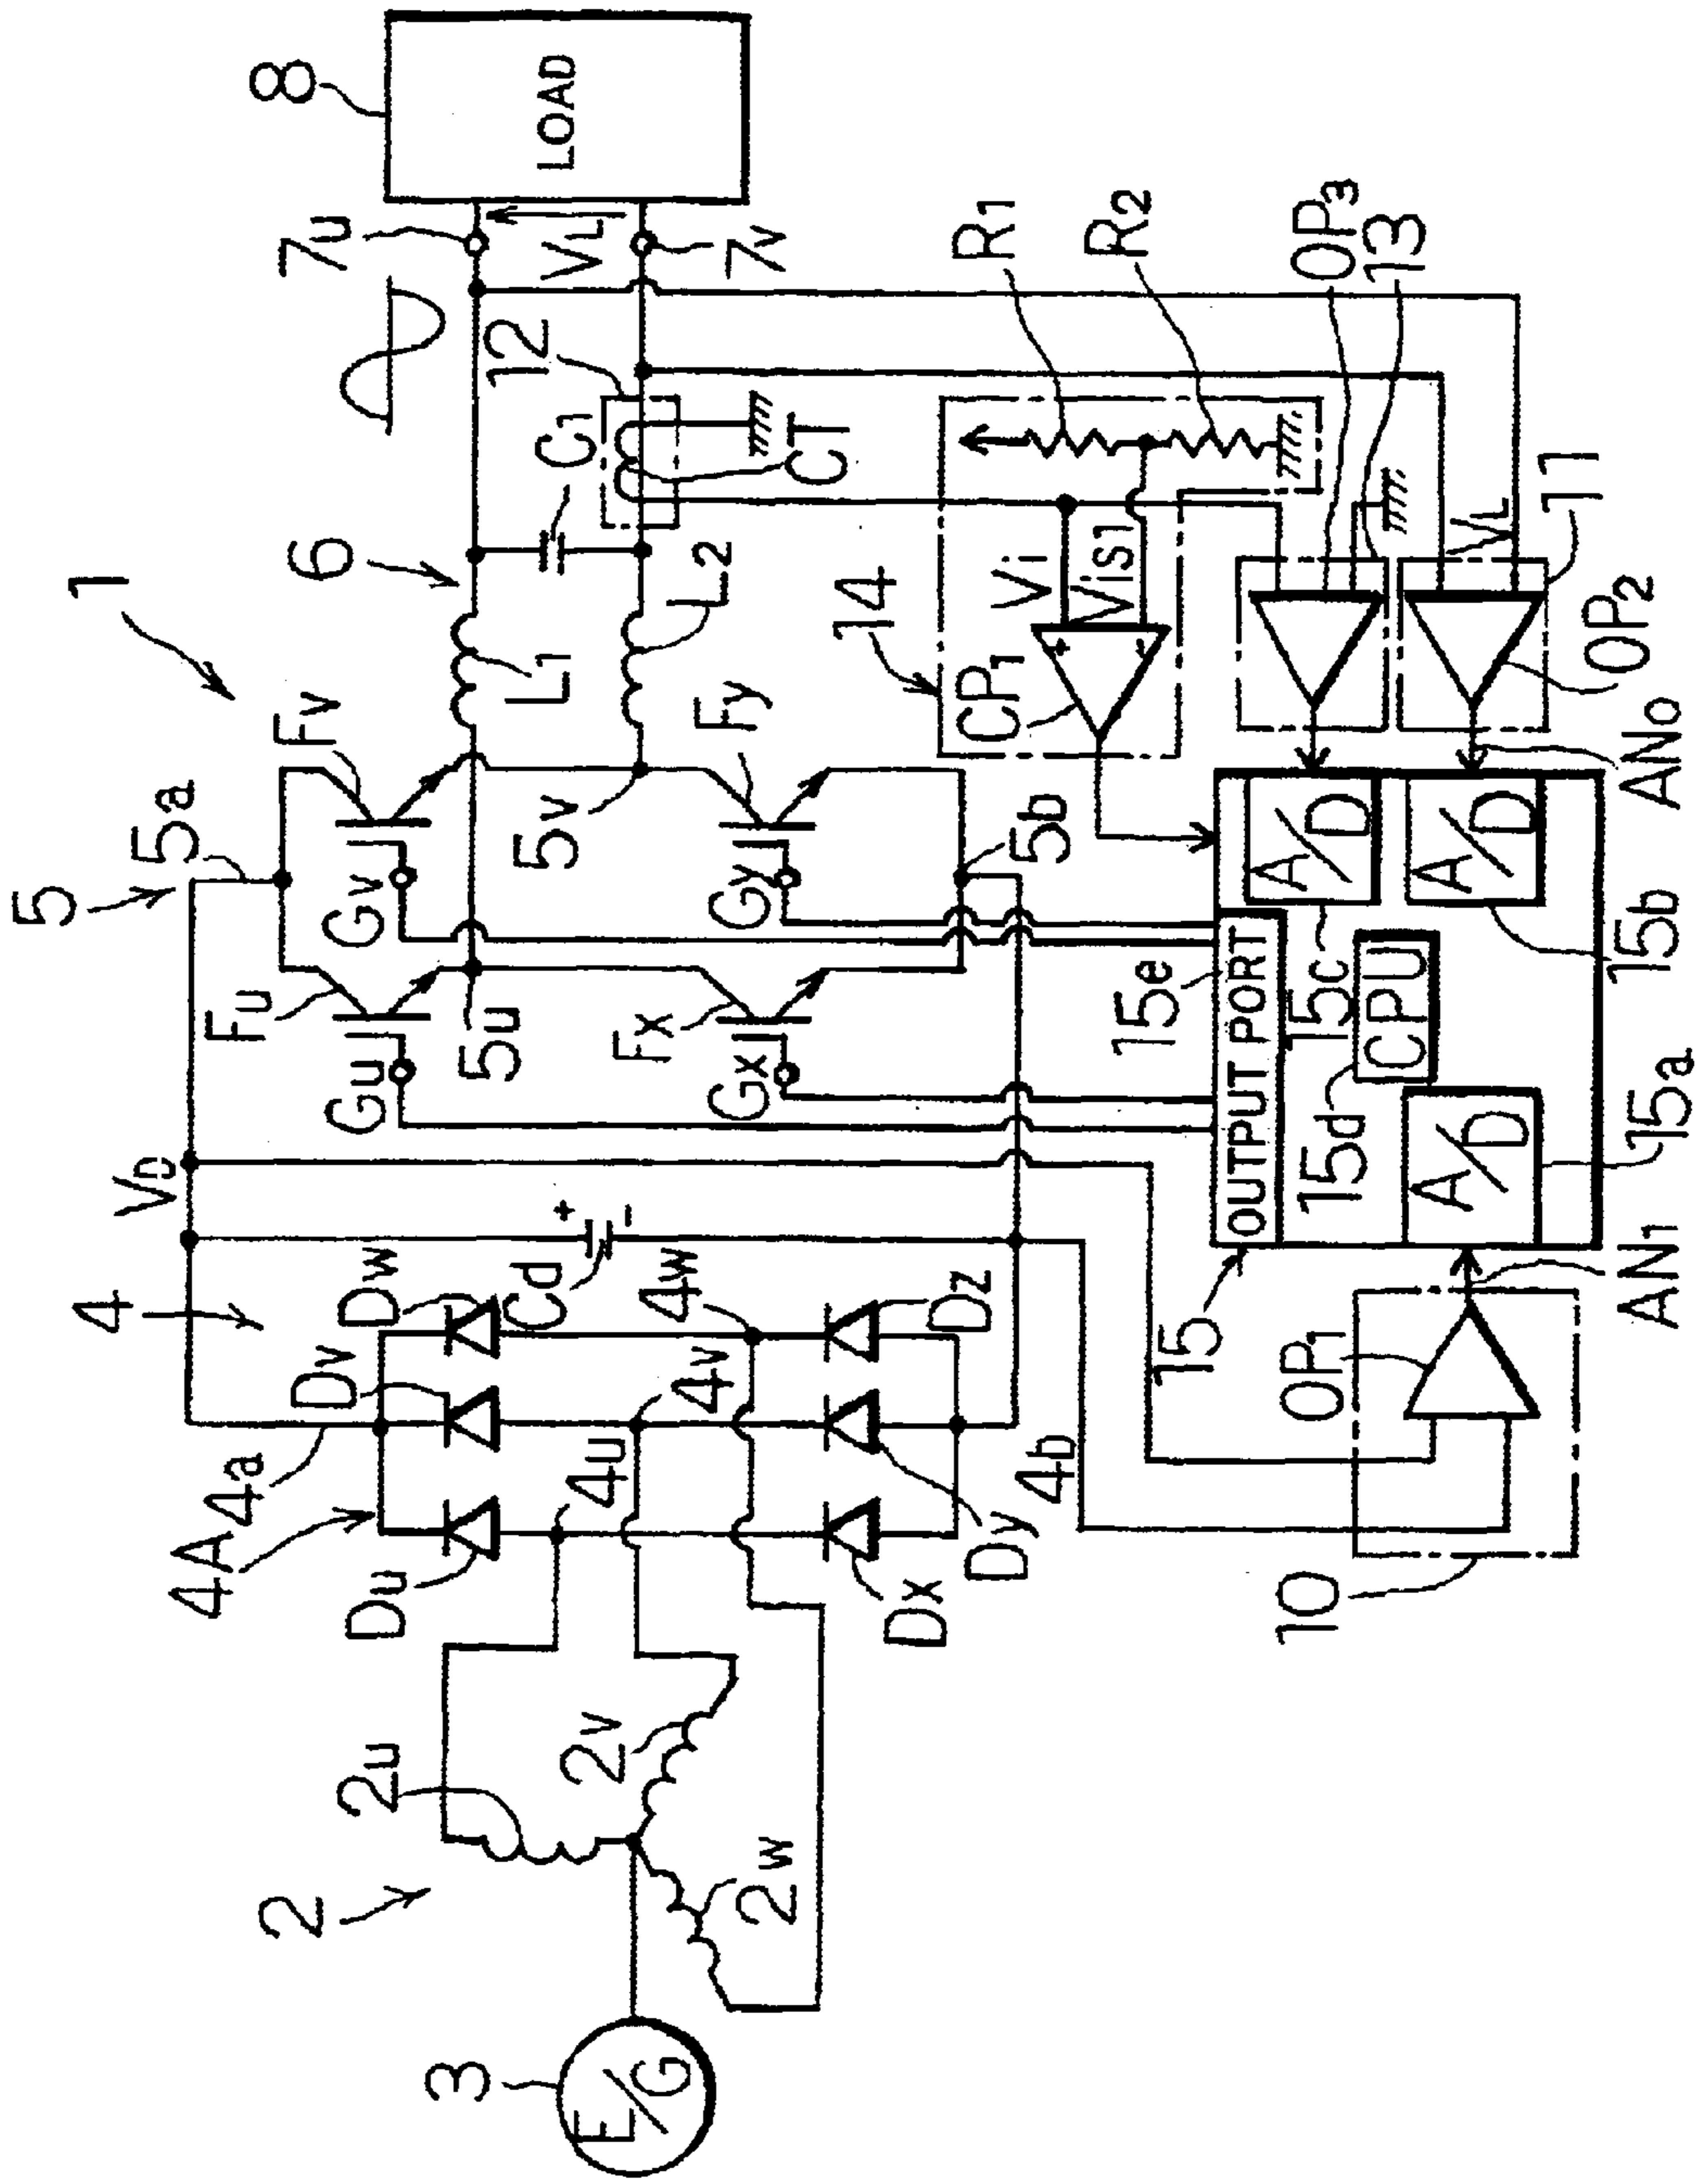 1
5
5a
4
VD
4A
4a
Dv
Dw
Du
Fu
Fv
Gu
Gv
5u
5v
6
L1
L2
C1
12
CT
7u
VL
7v
8
LOAD
2
2u
2v
2w
3
E/G
4u
4v
4w
4b
Cd
+
-
Dx
Dy
Dz
Fx
Fy
Gx
Gy
5b
14
CP1
+
-
Vi
Vis1
R1
R2
OP3
13
VL
11
OP2
AN0
15
15e
OUTPUT PORT
15c
A/D
A/D
15b
15d
CPU
A/D
15a
AN1
OP1
10